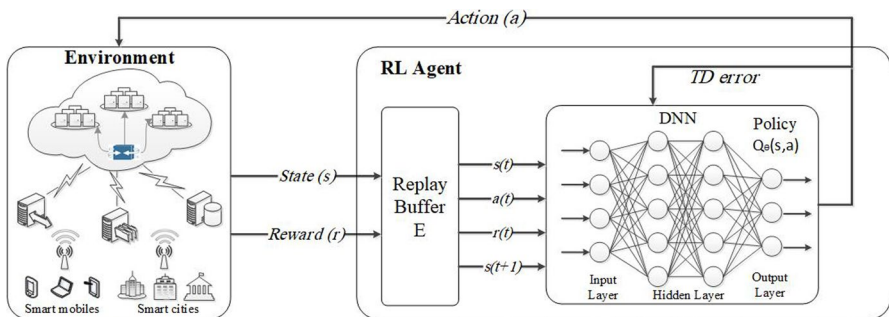 Action (a)
Environment
RL Agent
TD error
DNN
Policy
Qθ(s,a)
State (s)
Reward (r)
Replay
Buffer
E
s(t)
a(t)
r(t)
s(t+1)
Input
Layer
Hidden Layer
Output
Layer
Smart mobiles
Smart cities